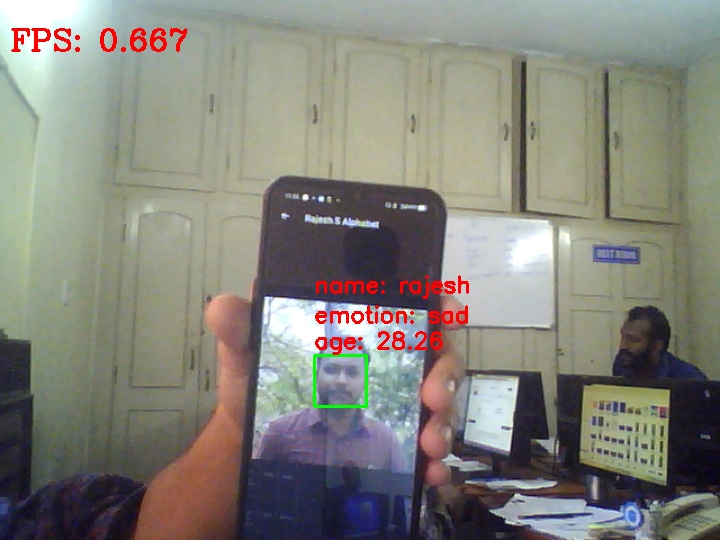 FPS: 0.667
Rajesh S Alphabet
name: rajesh
emotion: sad
age: 28.26